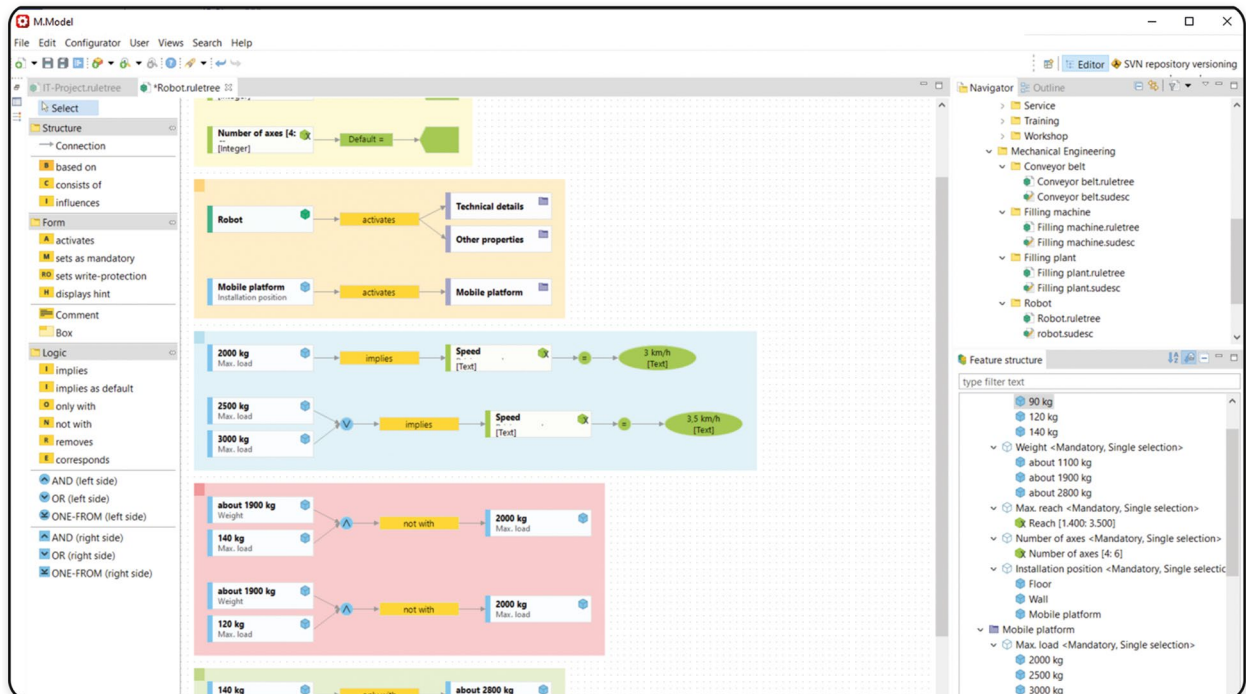 M.Model
File Edit Configurator User Views Search Help
Editor SVN repository versioning
IT-Project.ruletree *Robot.ruletree
Select
Structure
Connection
B based on
C consists of
I influences
Form
A activates
M sets as mandatory
RO sets write-protection
H displays hint
Comment
Box
Logic
I implies
I implies as default
O only with
N not with
R removes
E corresponds
AND (left side)
OR (left side)
ONE-FROM (left side)
AND (right side)
OR (right side)
ONE-FROM (right side)
Number of axes [4:
[Integer]
Default =
Robot
activates
Technical details
Other properties
Mobile platform
Installation position
activates
Mobile platform
2000 kg
Max. load
implies
Speed
[Text]
=
3 km/h
[Text]
2500 kg
Max. load
3000 kg
Max. load
implies
Speed
[Text]
=
3,5 km/h
[Text]
about 1900 kg
Weight
140 kg
Max. load
not with
2000 kg
Max. load
about 1900 kg
Weight
120 kg
Max. load
not with
2000 kg
Max. load
140 kg
not with
about 2800 kg
Navigator Outline
Service
Training
Workshop
Mechanical Engineering
Conveyor belt
Conveyor belt.ruletree
Conveyor belt.sudesc
Filling machine
Filling machine.ruletree
Filling machine.sudesc
Filling plant
Filling plant.ruletree
Filling plant.sudesc
Robot
Robot.ruletree
robot.sudesc
Feature structure
type filter text
90 kg
120 kg
140 kg
Weight <Mandatory, Single selection>
about 1100 kg
about 1900 kg
about 2800 kg
Max. reach <Mandatory, Single selection>
Reach [1.400: 3.500]
Number of axes <Mandatory, Single selection>
Number of axes [4: 6]
Installation position <Mandatory, Single selectic
Floor
Wall
Mobile platform
Mobile platform
Max. load <Mandatory, Single selection>
2000 kg
2500 kg
3000 kg